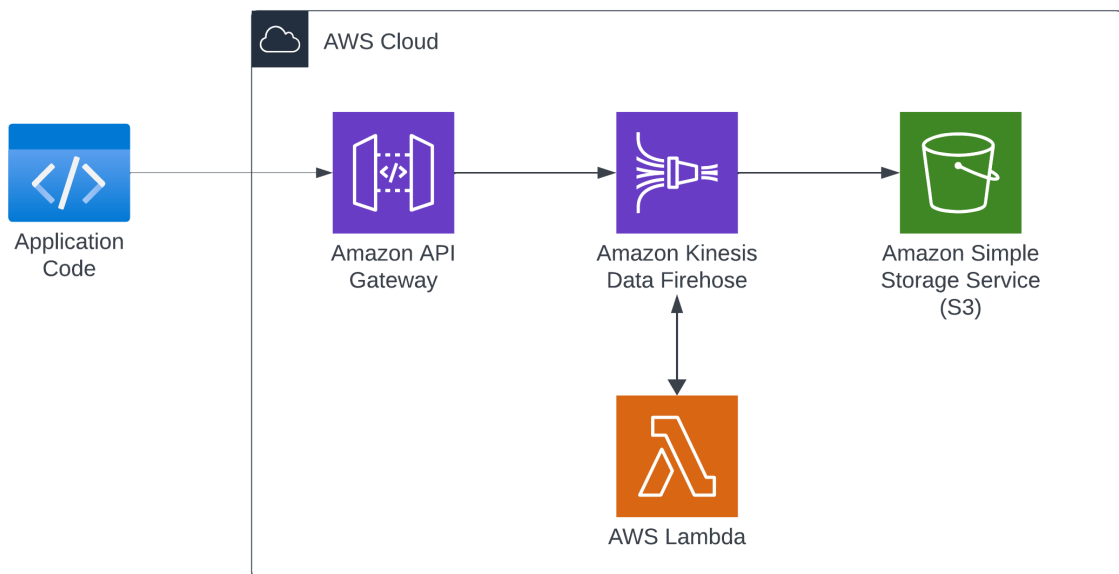 AWS Cloud
Application
Code
Amazon API
Gateway
Amazon Kinesis
Data Firehose
Amazon Simple
Storage Service
(S3)
AWS Lambda